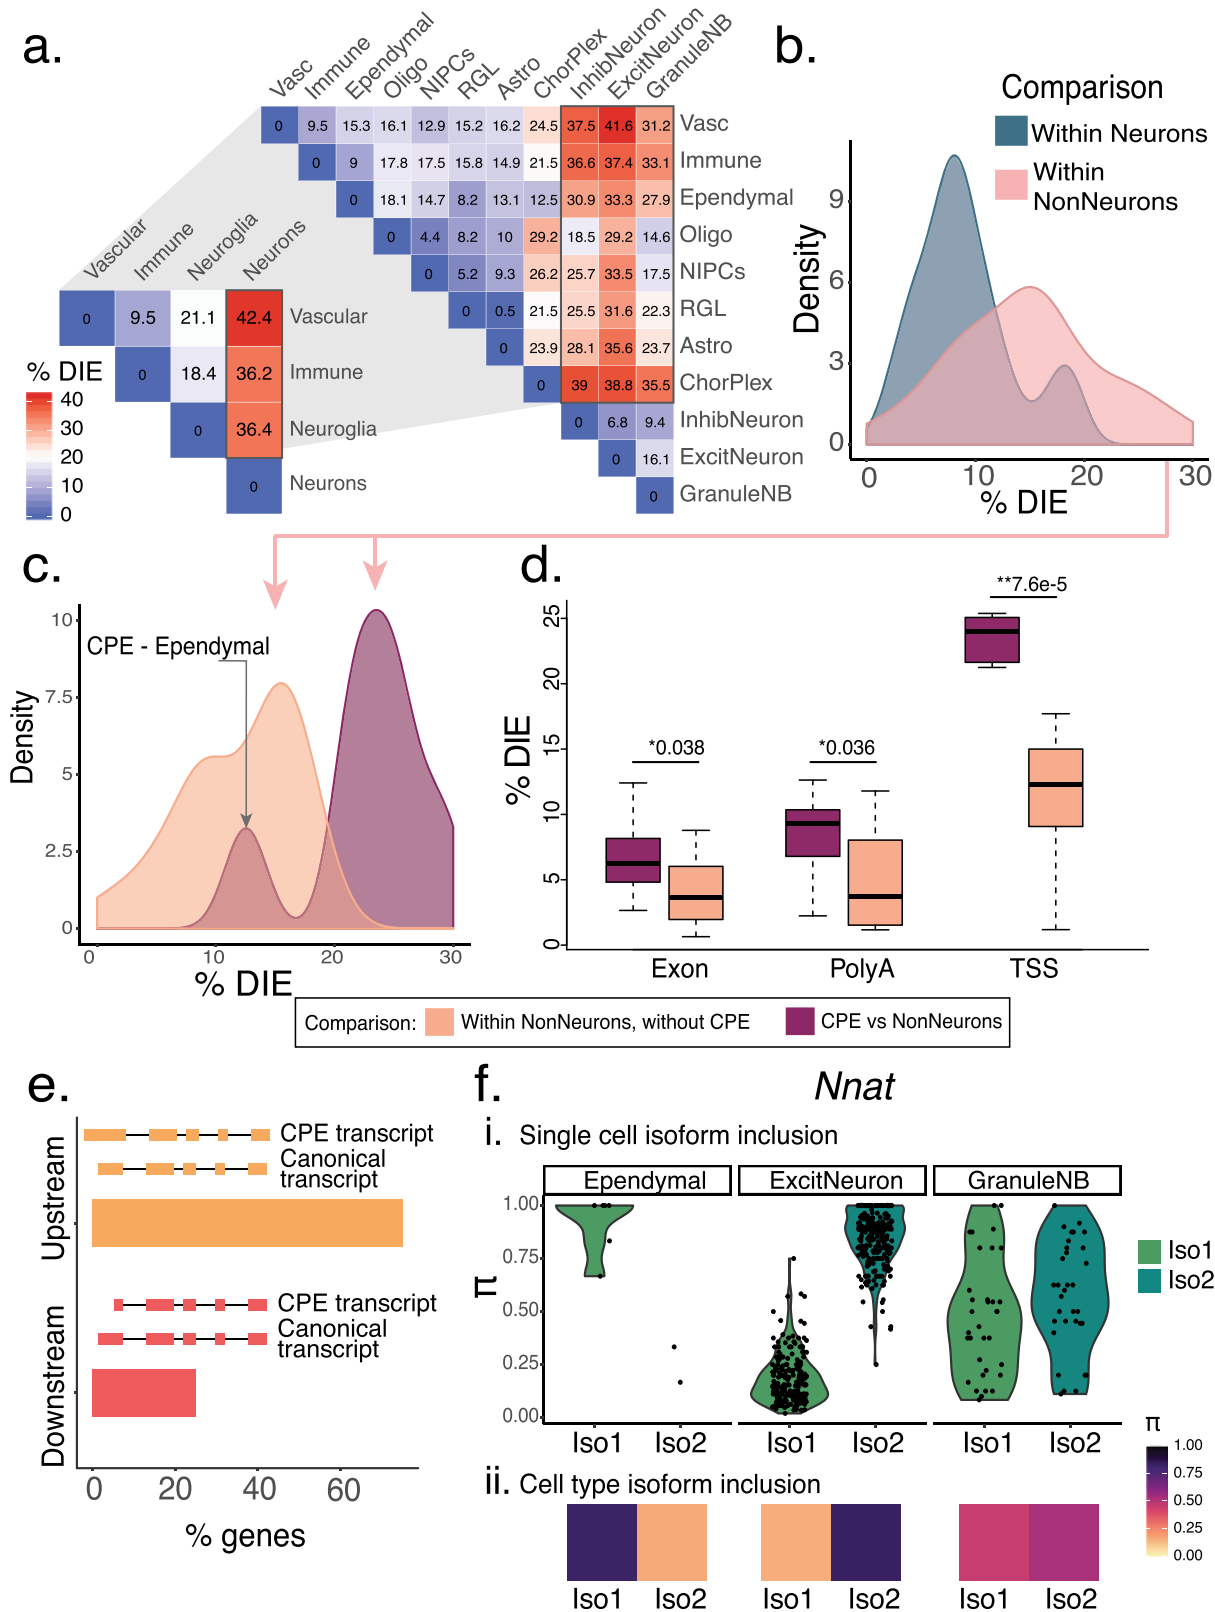 a.
Vasc
Immune
Ependymal
Oligo
NIPCs
RGL
Astro
ChorPlex
InhibNeuron
ExcitNeuron
GranuleNB
0 9.5 15.3 16.1 12.9 15.2 16.2 24.5 37.5 41.6 31.2 Vasc
0 9 17.8 17.5 15.8 14.9 21.5 36.6 37.4 33.1 Immune
0 18.1 14.7 8.2 13.1 12.5 30.9 33.3 27.9 Ependymal
0 4.4 8.2 10 29.2 18.5 29.2 14.6 Oligo
0 5.2 9.3 26.2 25.7 33.5 17.5 NIPCs
0 0.5 21.5 25.5 31.6 22.3 RGL
0 23.9 28.1 35.6 23.7 Astro
0 39 38.8 35.5 ChorPlex
0 6.8 9.4 InhibNeuron
0 16.1 ExcitNeuron
0 GranuleNB
Vascular
Immune
Neuroglia
Neurons
0 9.5 21.1 42.4 Vascular
0 18.4 36.2 Immune
0 36.4 Neuroglia
0 Neurons
% DIE
40
30
20
10
0
b.
Comparison
Within Neurons
Within
NonNeurons
Density
9
6
3
0
0 10 20 30
% DIE
c.
CPE - Ependymal
Density
10
7.5
5
2.5
0
0 10 20 30
% DIE
d.
**7.6e-5
*0.038
*0.036
% DIE
25
20
15
10
5
0
Exon PolyA TSS
Comparison: Within NonNeurons, without CPE CPE vs NonNeurons
e.
Upstream
CPE transcript
Canonical
transcript
Downstream
CPE transcript
Canonical
transcript
0 20 40 60
% genes
f.
Nnat
i. Single cell isoform inclusion
Ependymal ExcitNeuron GranuleNB
π
1.00
0.75
0.50
0.25
0.00
Iso1 Iso2 Iso1 Iso2 Iso1 Iso2
Iso1
Iso2
ii. Cell type isoform inclusion
Iso1 Iso2 Iso1 Iso2 Iso1 Iso2
π
1.00
0.75
0.50
0.25
0.00